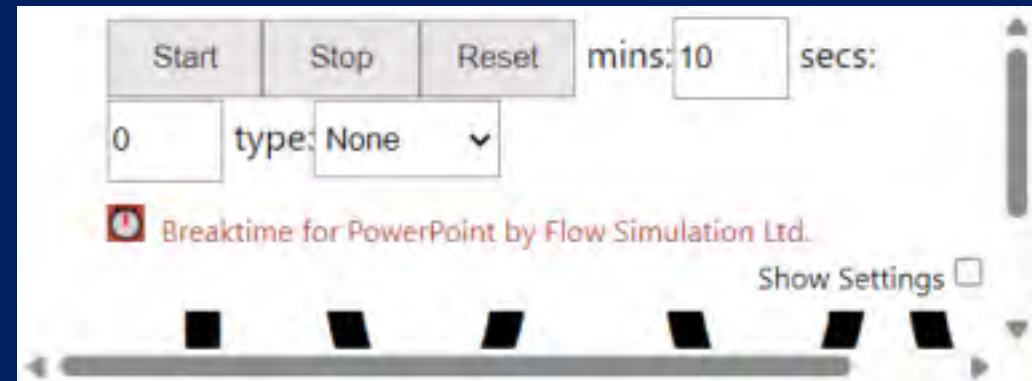 Start Stop Reset mins: 10 secs:
0 type: None
Breaktime for PowerPoint by Flow Simulation Ltd.
Show Settings